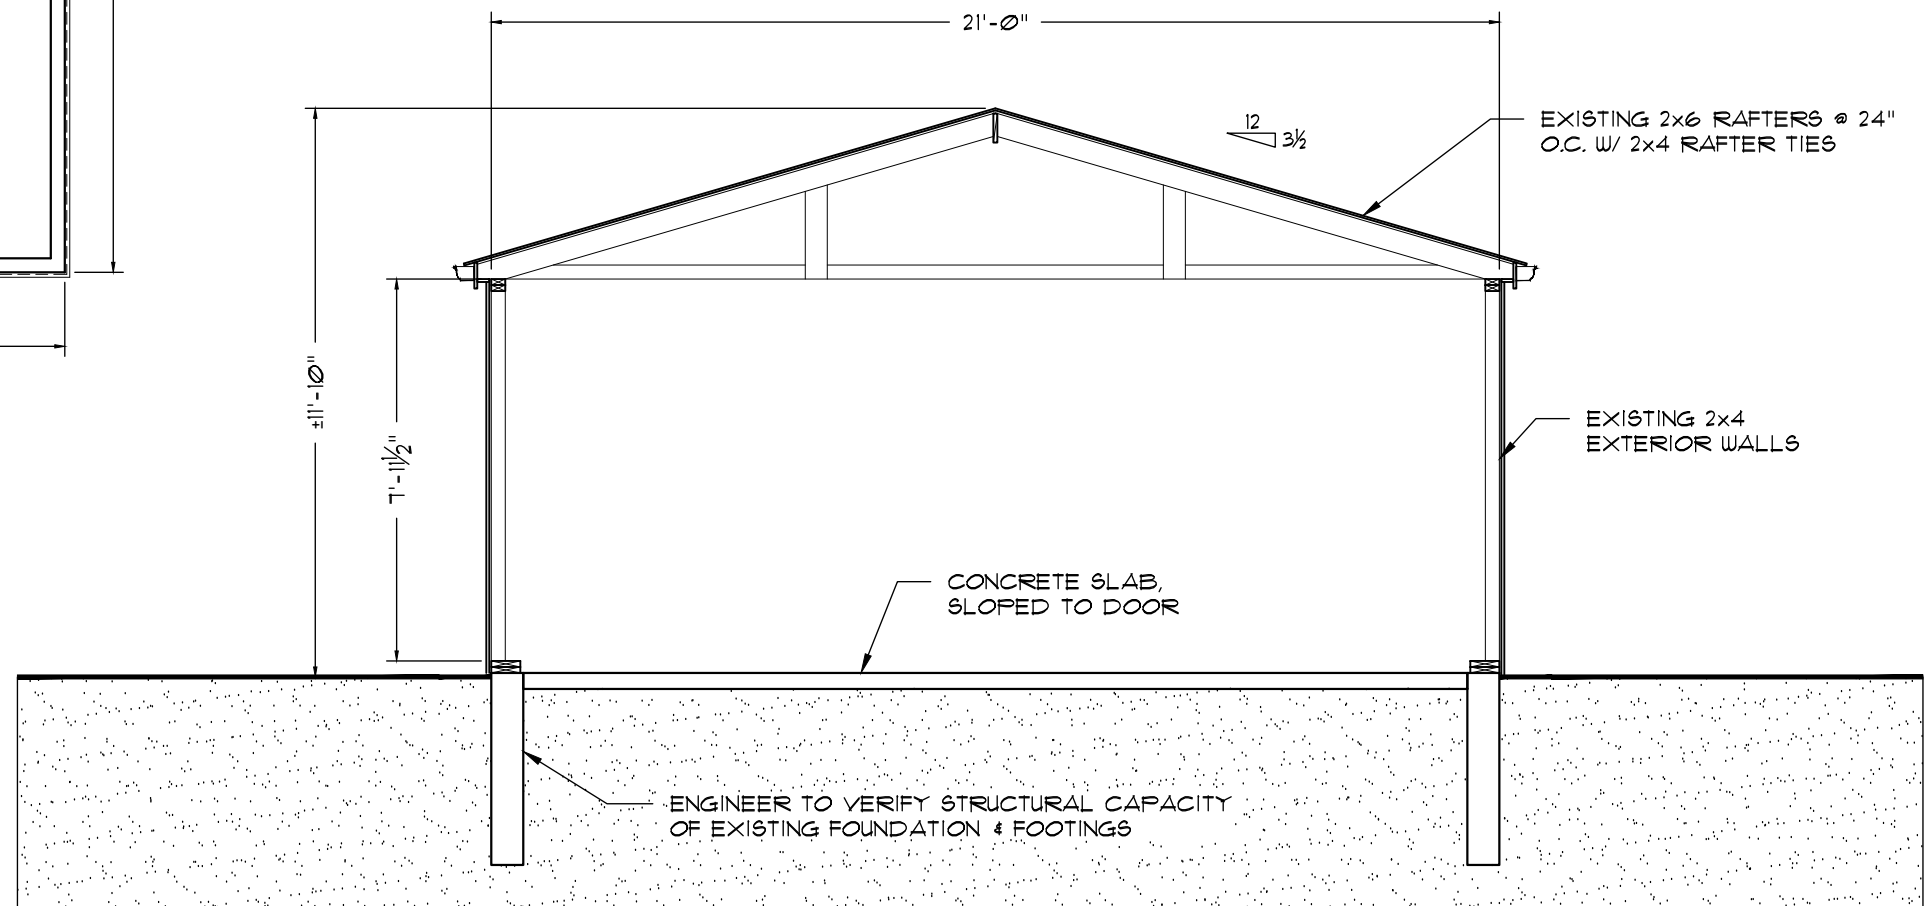 21'-0"
12
3½
EXISTING 2x6 RAFTERS @ 24"
O.C. W/ 2x4 RAFTER TIES
±11'-10"
7'-11½"
EXISTING 2x4
EXTERIOR WALLS
CONCRETE SLAB,
SLOPED TO DOOR
ENGINEER TO VERIFY STRUCTURAL CAPACITY
OF EXISTING FOUNDATION & FOOTINGS